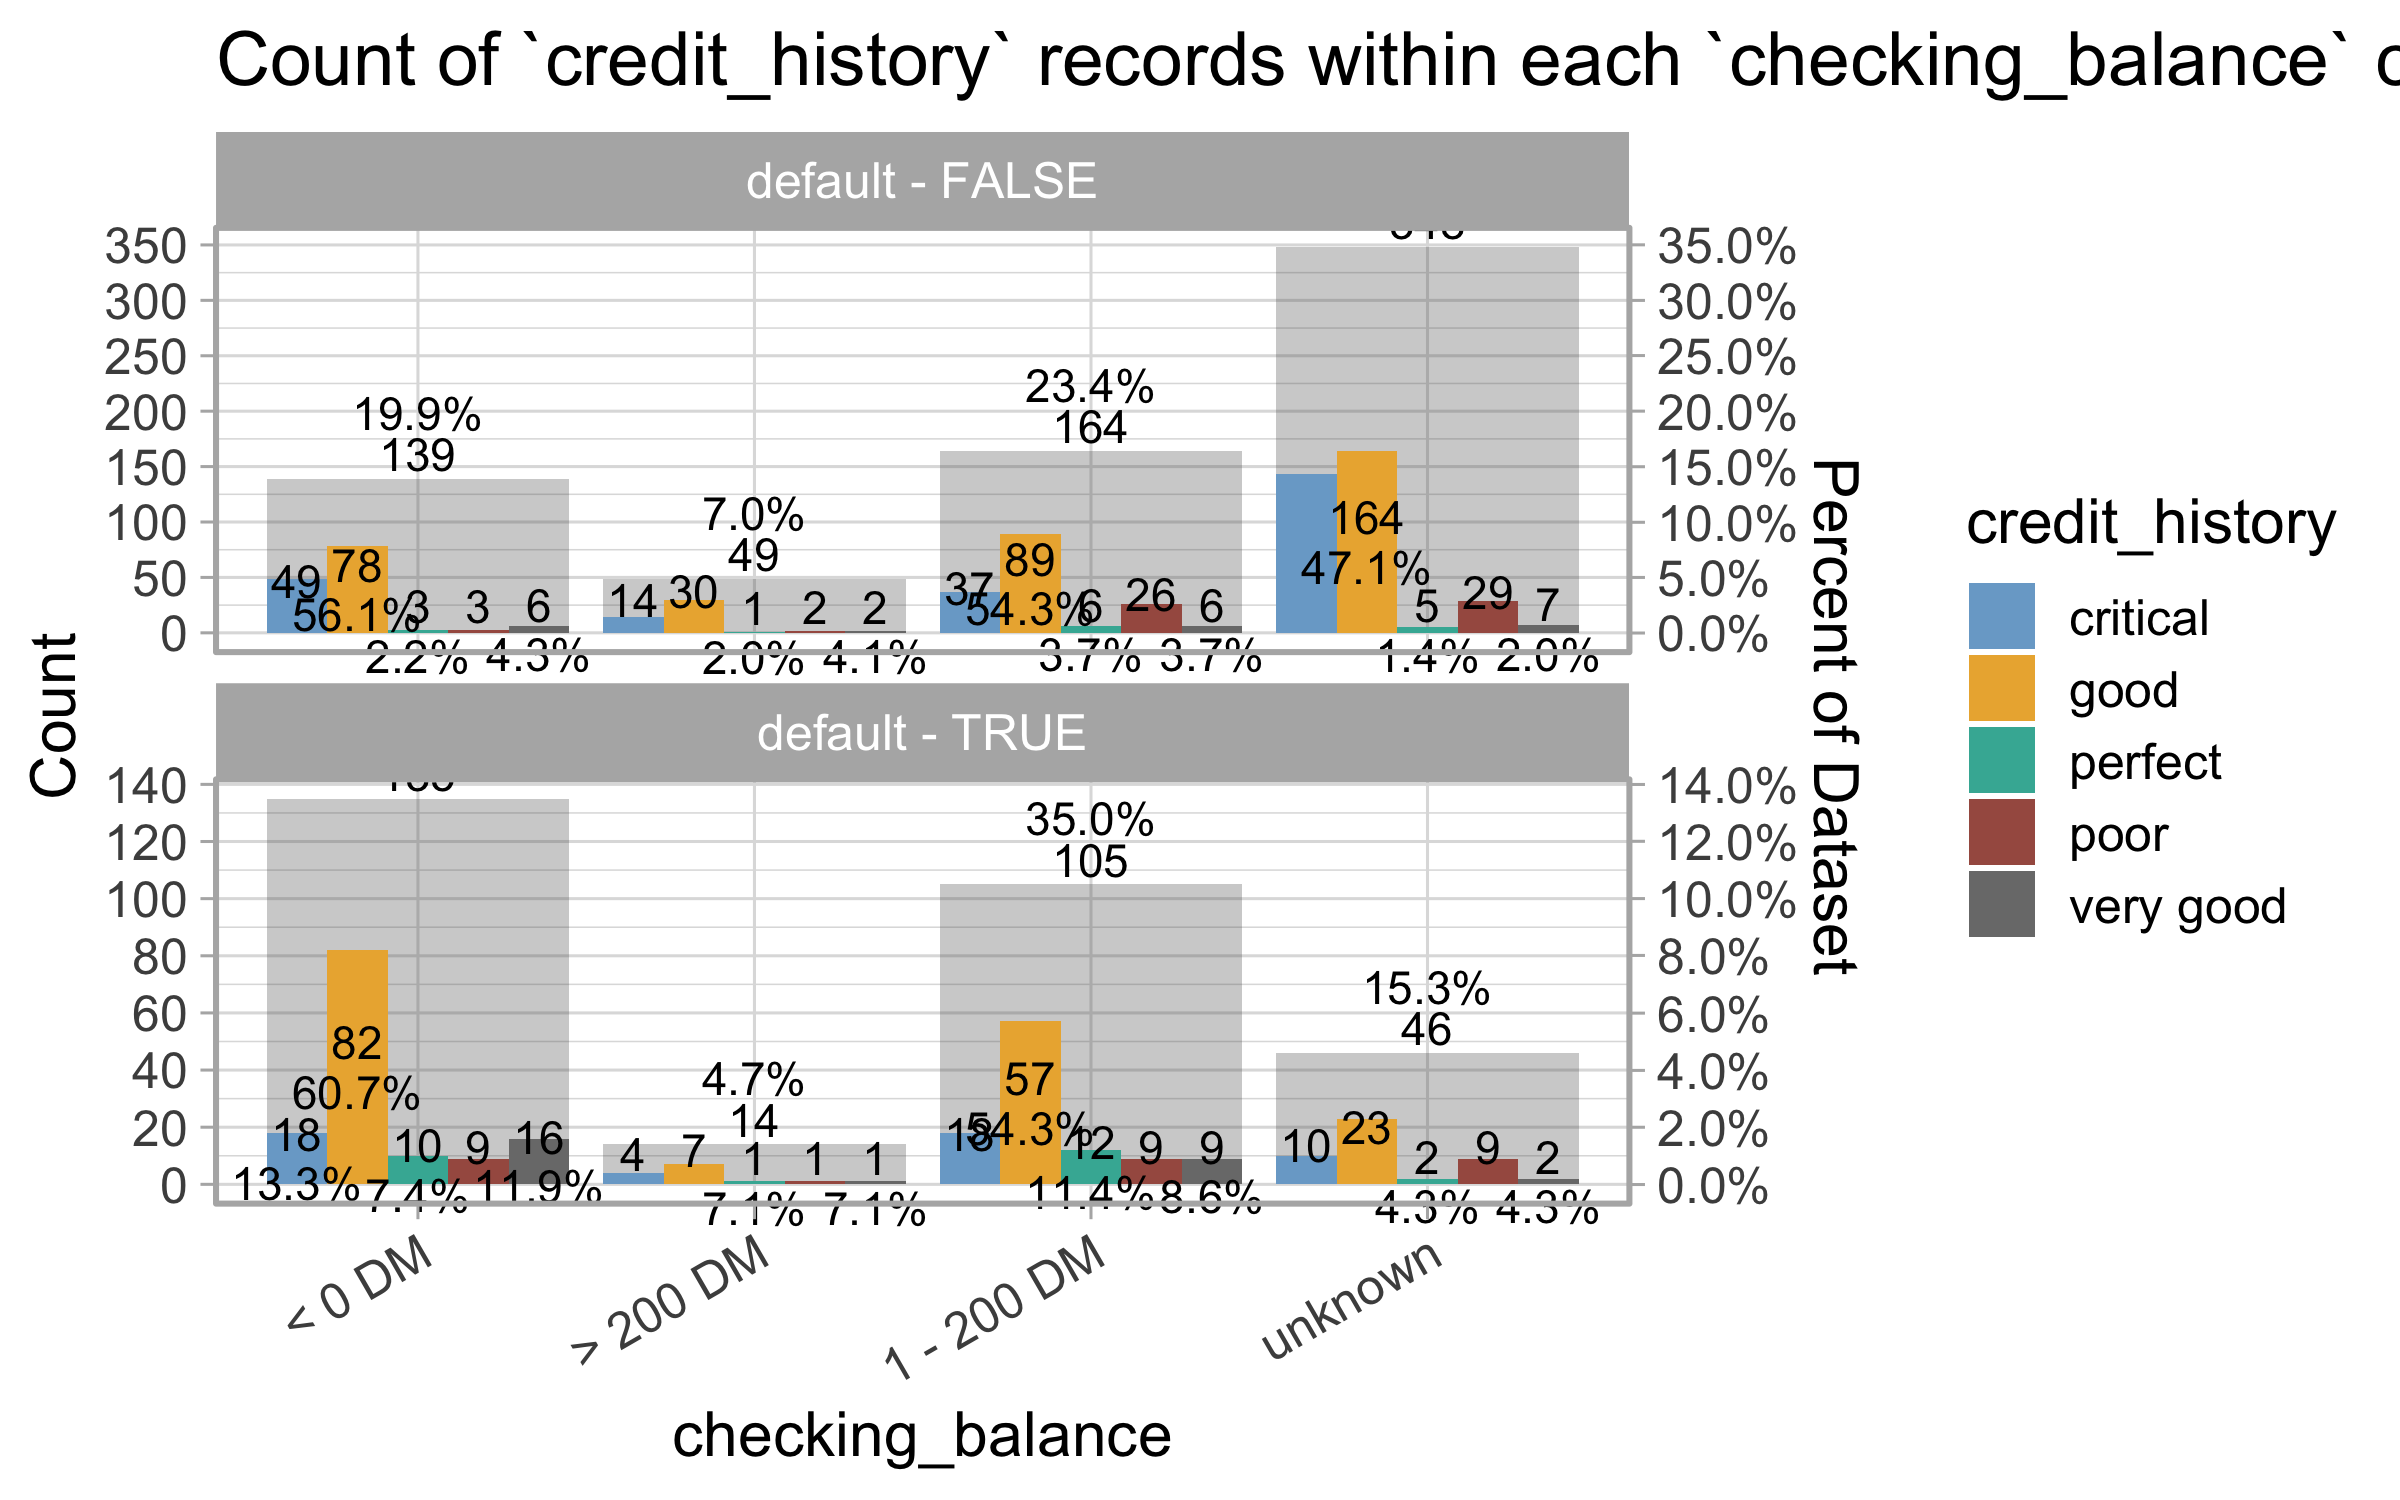 Count of `credit_history` records within each `checking_balance`
default - FALSE
350
300
250
200
150
100
50
0
35.0%
30.0%
25.0%
20.0%
15.0%
10.0%
5.0%
0.0%
19.9%
139
7.0%
49
23.4%
164
49 78 3 3 6
56.1%
2.2% 4.3%
14 30 1 2 2
2.0% 4.1%
37 89 6 26 6
54.3%
3.7% 3.7%
164 5 29 7
47.1%
1.4% 2.0%
default - TRUE
140
120
100
80
60
40
20
0
14.0%
12.0%
10.0%
8.0%
6.0%
4.0%
2.0%
0.0%
4.7%
14
35.0%
105
15.3%
46
82
60.7%
18 10 9 16
13.3% 7.4% 11.9%
4 7 1 1 1
7.1% 7.1%
57
54.3%
18 12 9 9
11.4% 8.6%
10 23 2 9 2
4.3% 4.3%
< 0 DM
> 200 DM
1 - 200 DM
unknown
checking_balance
Count
Percent of Dataset
credit_history
critical
good
perfect
poor
very good